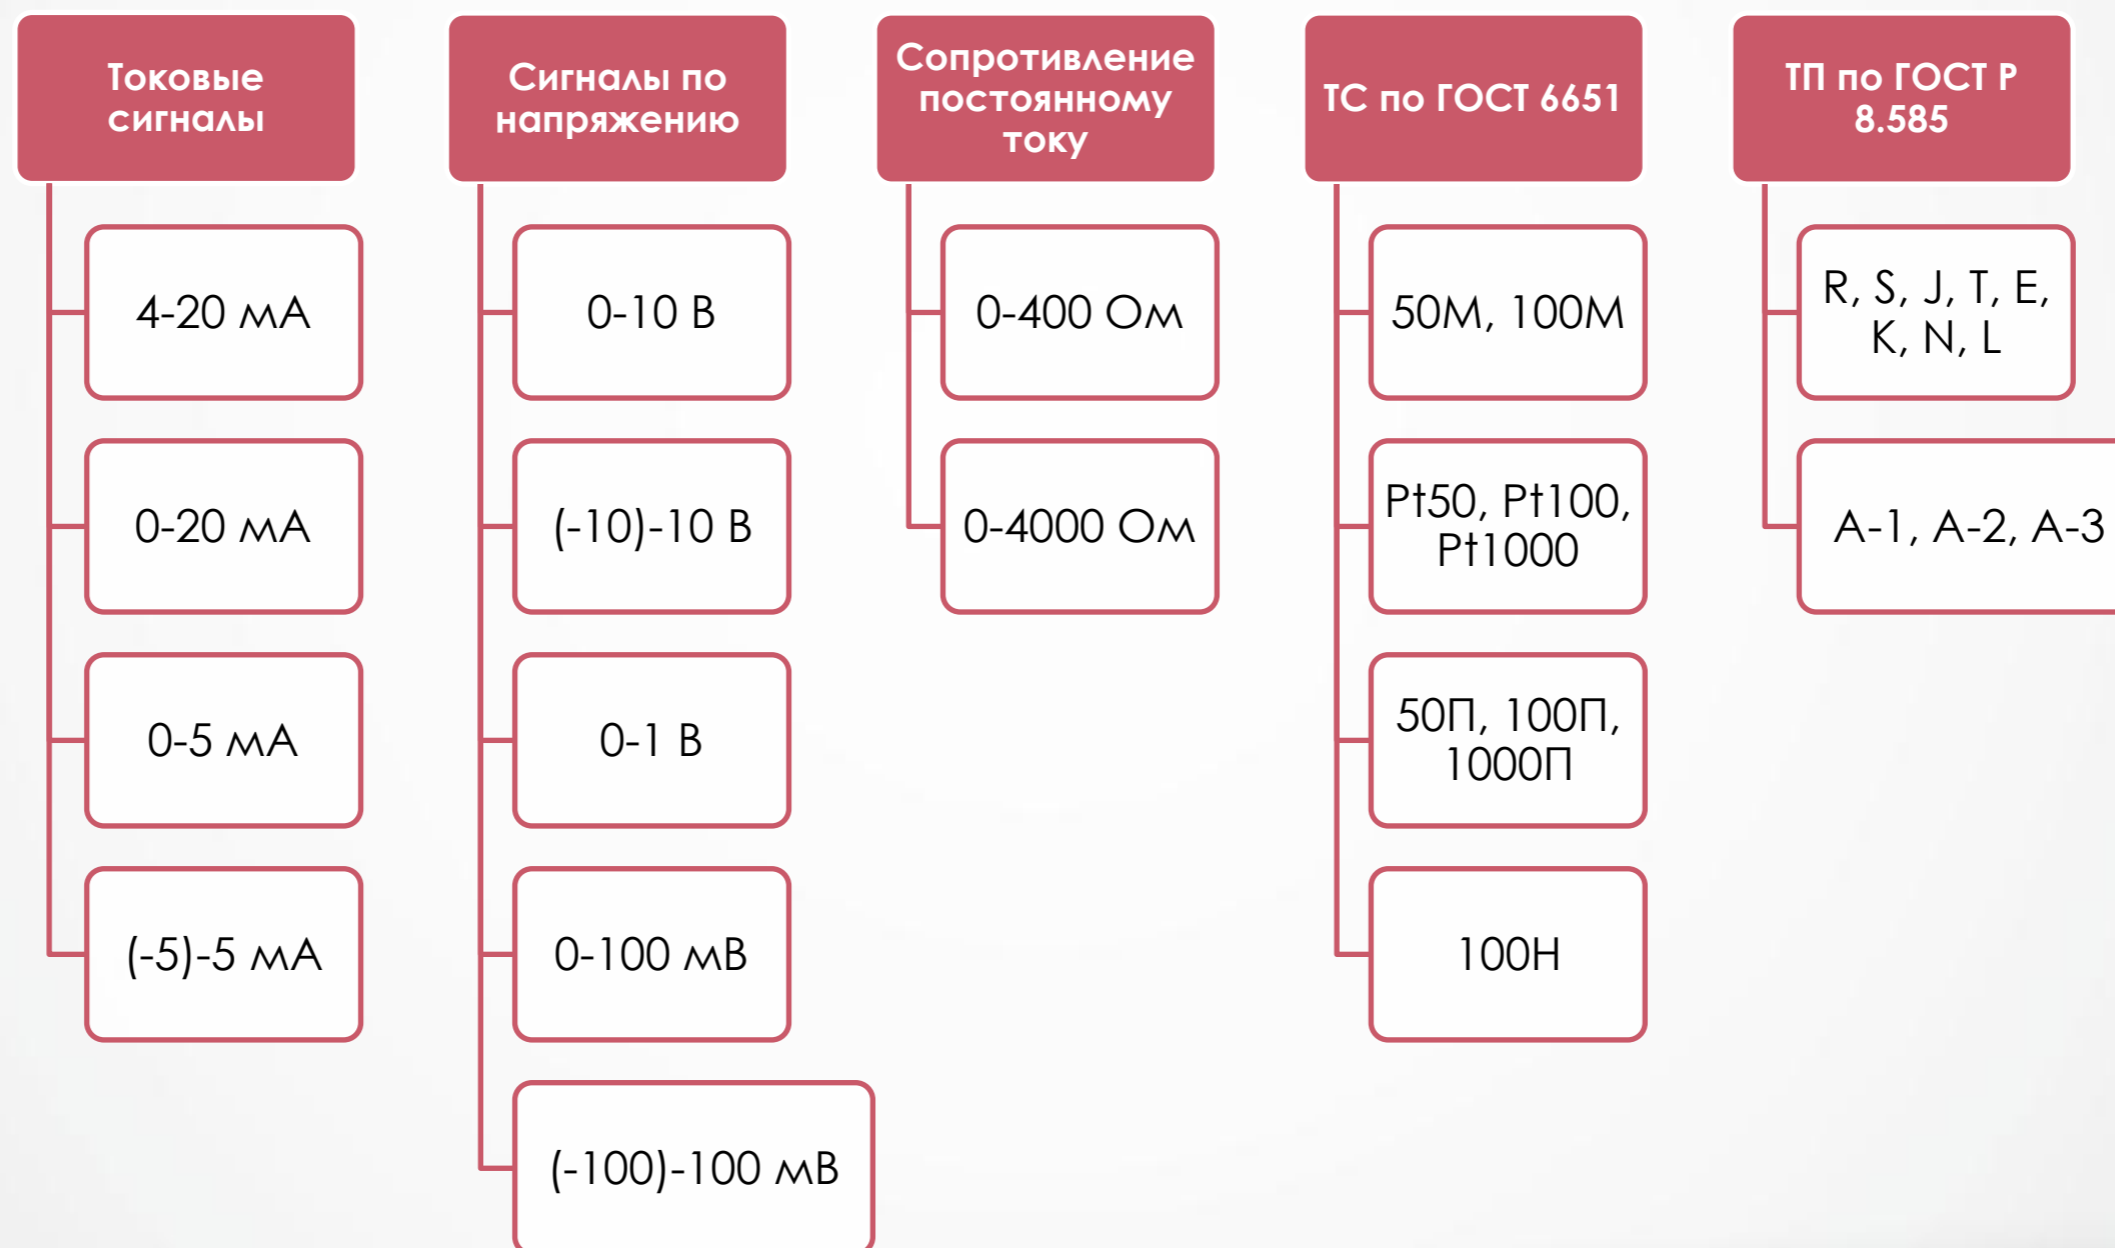 Токовые
сигналы
4-20 мА
0-20 мА
0-5 мА
(-5)-5 мА
Сигналы по
напряжению
0-10 В
(-10)-10 В
0-1 В
0-100 мВ
(-100)-100 мВ
Сопротивление
постоянному
току
0-400 Ом
0-4000 Ом
ТС по ГОСТ 6651
50М, 100М
Pt50, Pt100,
Pt1000
50П, 100П,
1000П
100Н
ТП по ГОСТ Р
8.585
R, S, J, T, E,
K, N, L
А-1, А-2, А-3